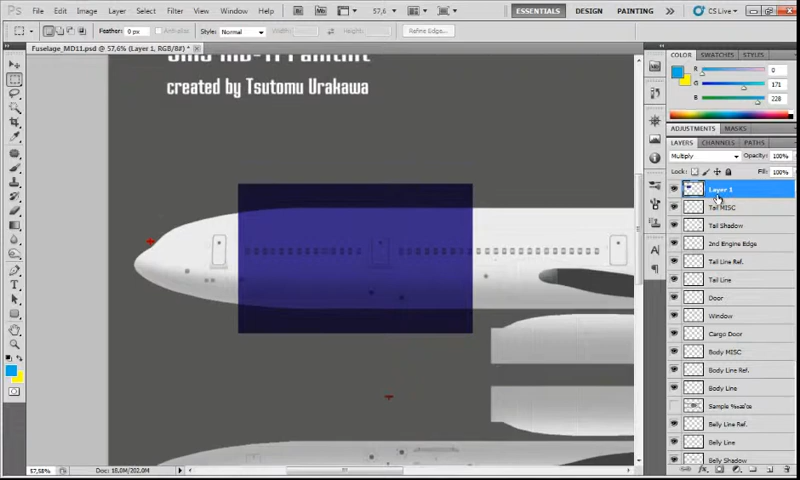 Ps
57,6
ESSENTIALS
DESIGN
PAINTING
CS Live
File Edit Image Layer Select Analysis View Window Help
Feather: 0 px
Anti-alias
Style: Normal
Width:
Height:
Refine Edge...
Fuselage_MD11.psd @ 57,6% (Layer 1, RGB/8#) *
created by Tsutomu Urakawa
COLOR SWATCHES STYLES
R 0
G 171
B 228
ADJUSTMENTS MASKS
LAYERS CHANNELS PATHS
Multiply Opacity: 100%
Lock: Fill: 100%
Layer 1
Tail MISC
Tail Shadow
2nd Engine Edge
Tail Line Ref.
Tail Line
Door
Window
Cargo Door
Body MISC
Body Line Ref.
Body Line
Belly Line Ref.
Belly Line
Belly Shadow
57,58%
Doc: 18,0M/202,0M